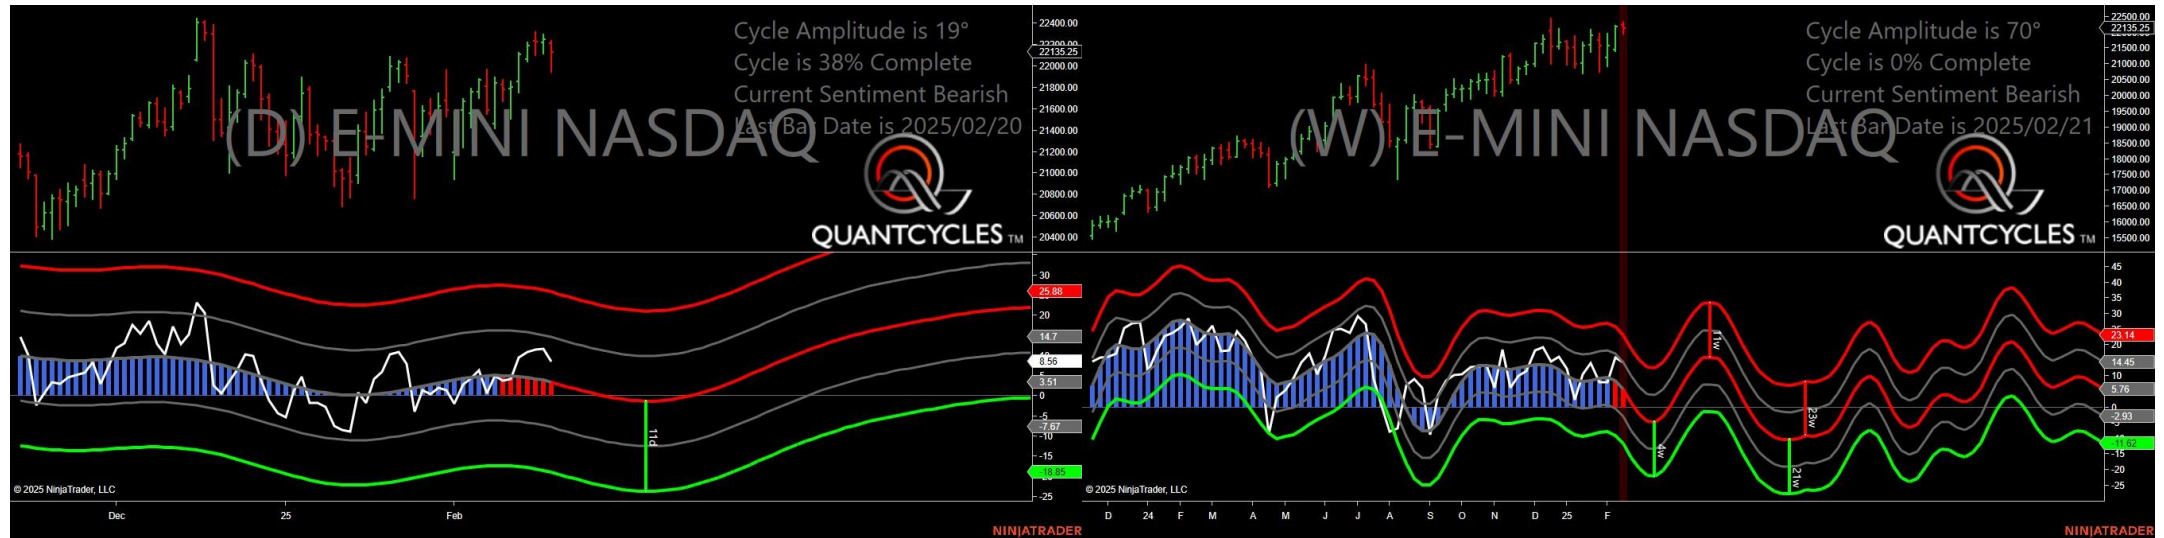 Cycle Amplitude is 19°
Cycle is 38% Complete
Current Sentiment Bearish
Last Bar Date is 2025/02/20
(D) E-MINI NASDAQ
QUANTCYCLES TM
22400.00
22200.00
22135.25
22000.00
21800.00
21600.00
21400.00
21200.00
21000.00
20800.00
20600.00
20400.00
30
25.88
20
14.7
8.56
5
3.51
0
-5
-7.67
-10
-15
-18.85
-25
11d
© 2025 NinjaTrader, LLC
Dec
25
Feb
NINJATRADER
Cycle Amplitude is 70°
Cycle is 0% Complete
Current Sentiment Bearish
Last Bar Date is 2025/02/21
(W) E-MINI NASDAQ
QUANTCYCLES TM
22500.00
22135.25
21500.00
21000.00
20500.00
20000.00
19500.00
19000.00
18500.00
18000.00
17500.00
17000.00
16500.00
16000.00
15500.00
45
40
35
30
23.14
20
14.45
10
5.76
0
-2.93
-11.62
-15
-20
-25
11w
4w
23w
21w
© 2025 NinjaTrader, LLC
D 24 F M A M J J A S O N D 25 F
NINJATRADER